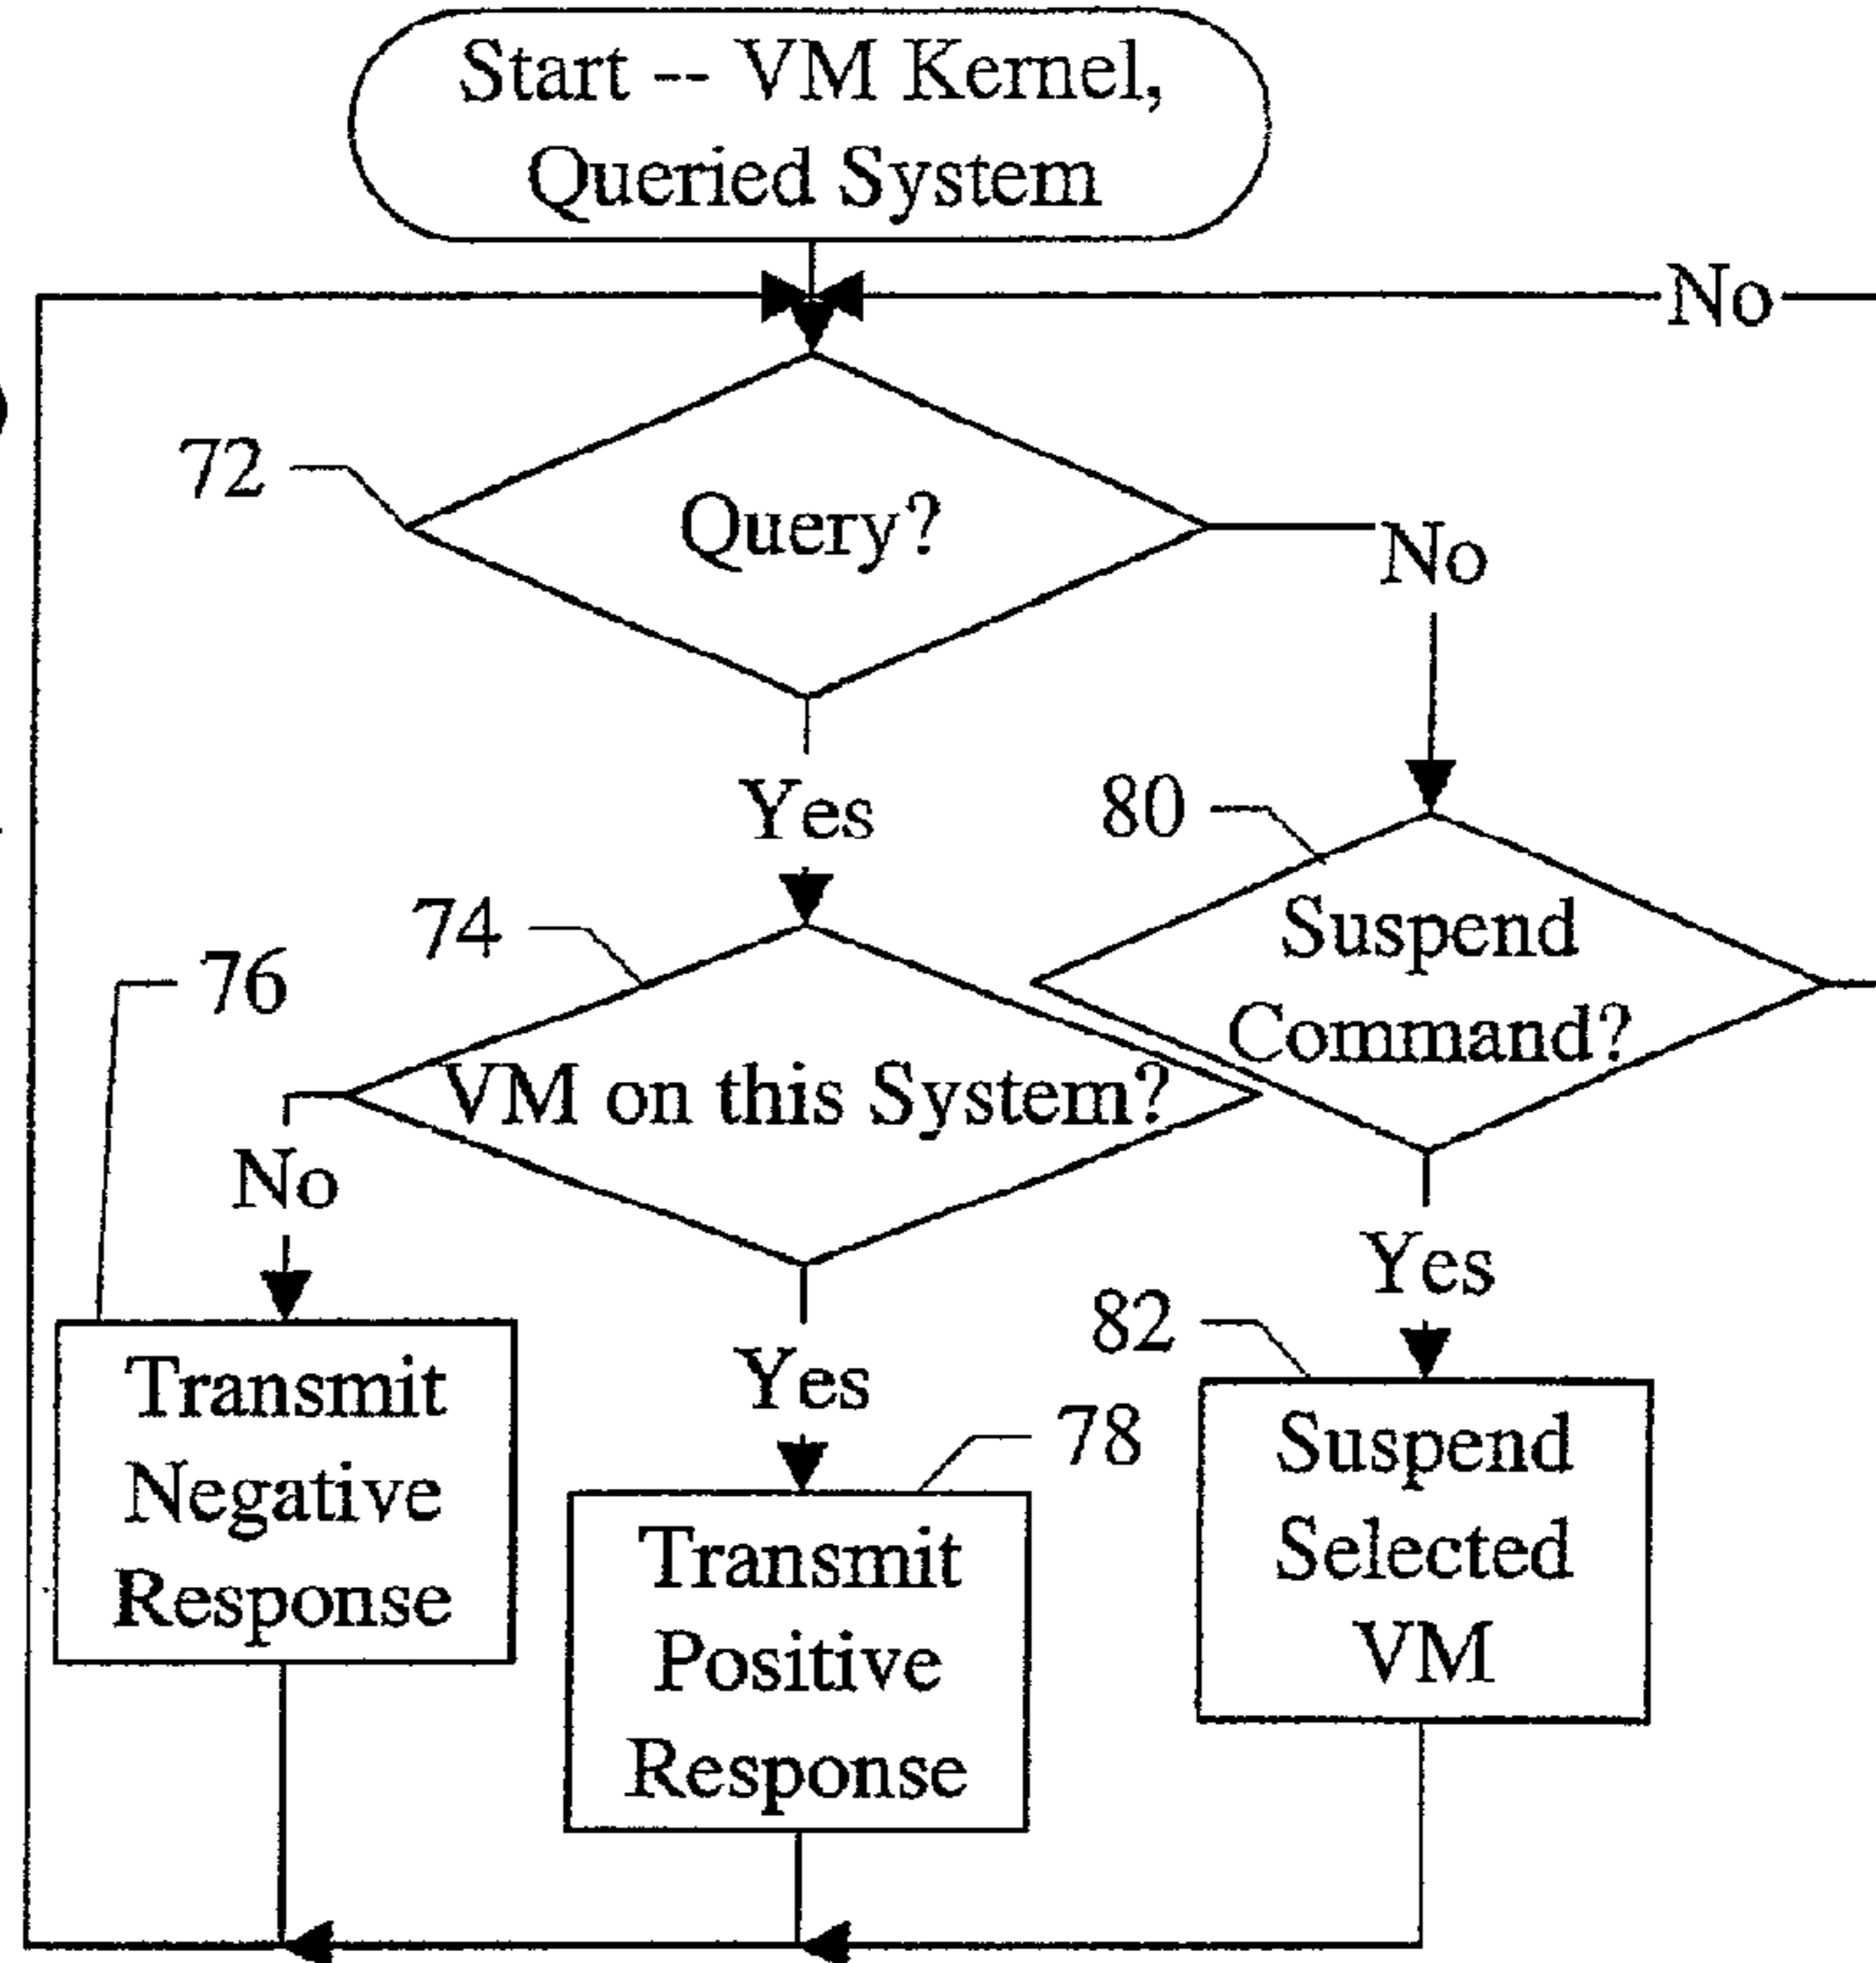 Start -- VM Kernel,
Queried System
No
72
Query?
No
Yes
80
74
Suspend
Command?
76
VM on this System?
No
Yes
82
Yes
78
Transmit
Negative
Response
Transmit
Positive
Response
Suspend
Selected
VM